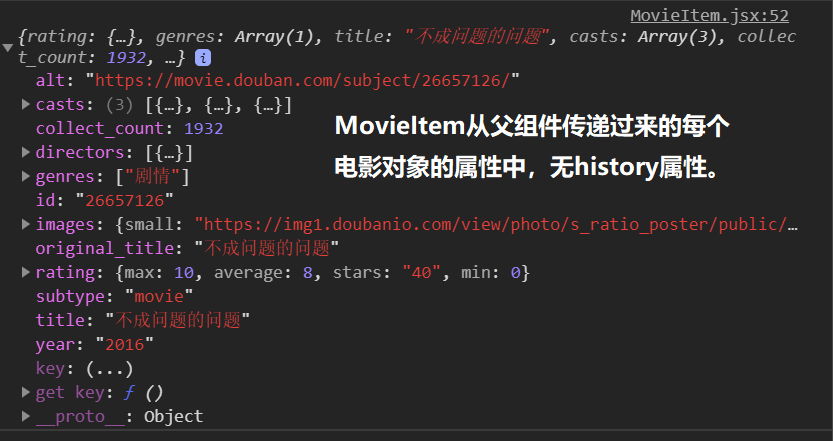 MovieItem.jsx:52
{rating: {…}, genres: Array(1), title: "不成问题的问题", casts: Array(3), collec
t_count: 1932, …} i
alt: "https://movie.douban.com/subject/26657126/"
casts: (3) [{…}, {…}, {…}]
collect_count: 1932
directors: [{…}]
genres: ["剧情"]
id: "26657126"
images: {small: "https://img1.doubanio.com/view/photo/s_ratio_poster/public/…
original_title: "不成问题的问题"
rating: {max: 10, average: 8, stars: "40", min: 0}
subtype: "movie"
title: "不成问题的问题"
year: "2016"
key: (...)
get key: ƒ ()
__proto__: Object
MovieItem从父组件传递过来的每个
电影对象的属性中，无history属性。